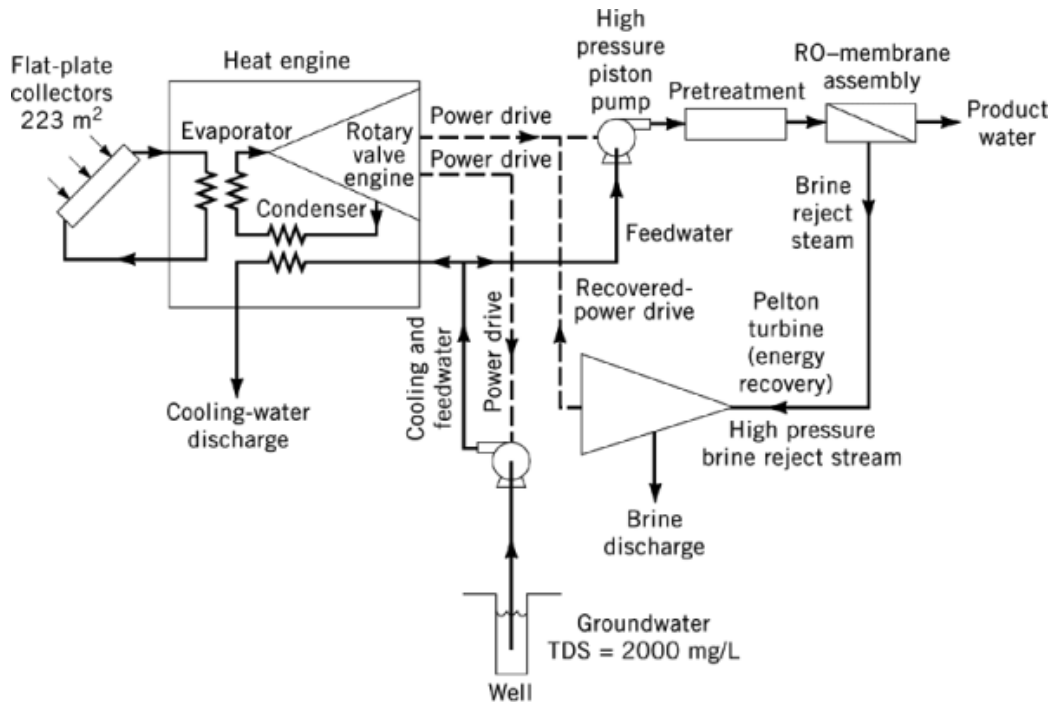 Flat-plate
collectors
223 m²
Heat engine
Evaporator
Rotary
valve
engine
Condenser
Power drive
Power drive
High
pressure
piston
pump
Pretreatment
RO–membrane
assembly
Product
water
Brine
reject
steam
Feedwater
Recovered-
power drive
Pelton
turbine
(energy
recovery)
High pressure
brine reject stream
Cooling and
feedwater
Power drive
Cooling-water
discharge
Brine
discharge
Groundwater
TDS = 2000 mg/L
Well